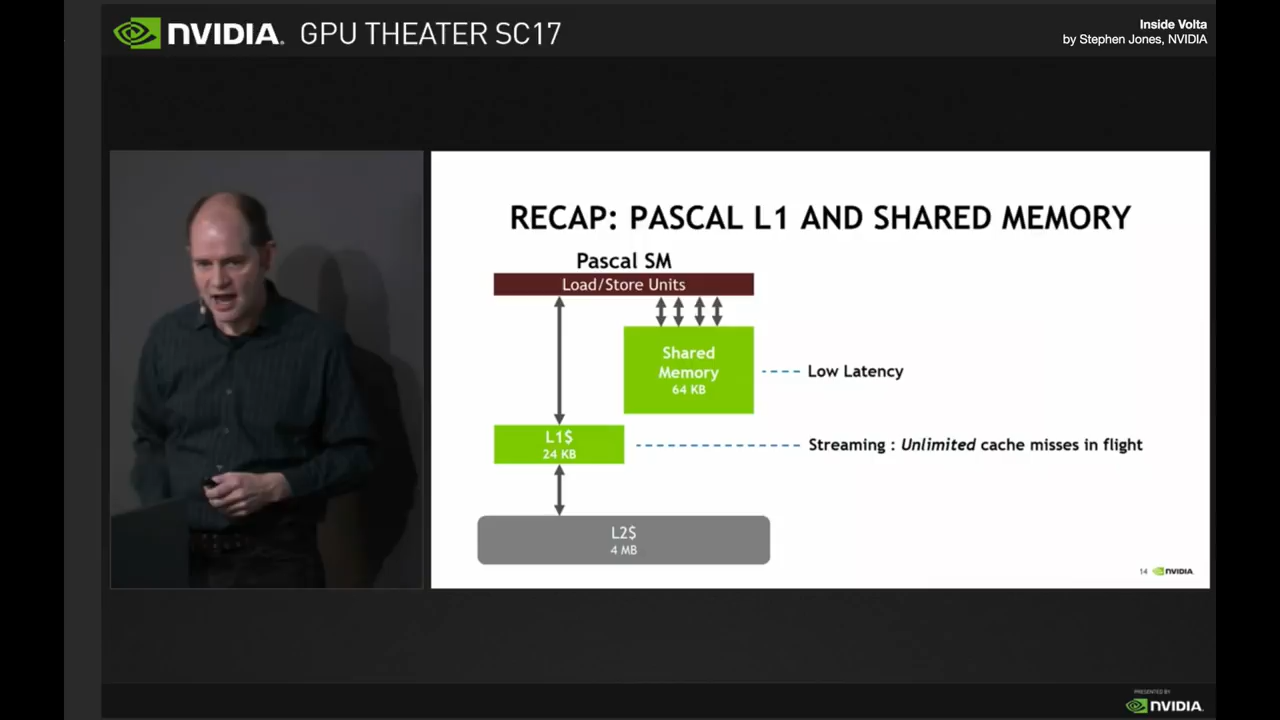 NVIDIA. GPU THEATER SC17
Inside Volta
by Stephen Jones, NVIDIA
RECAP: PASCAL L1 AND SHARED MEMORY
Pascal SM
Load/Store Units
Shared
Memory
64 KB
Low Latency
L1$
24 KB
Streaming : Unlimited cache misses in flight
L2$
4 MB
14 NVIDIA
PRESENTED BY
NVIDIA.